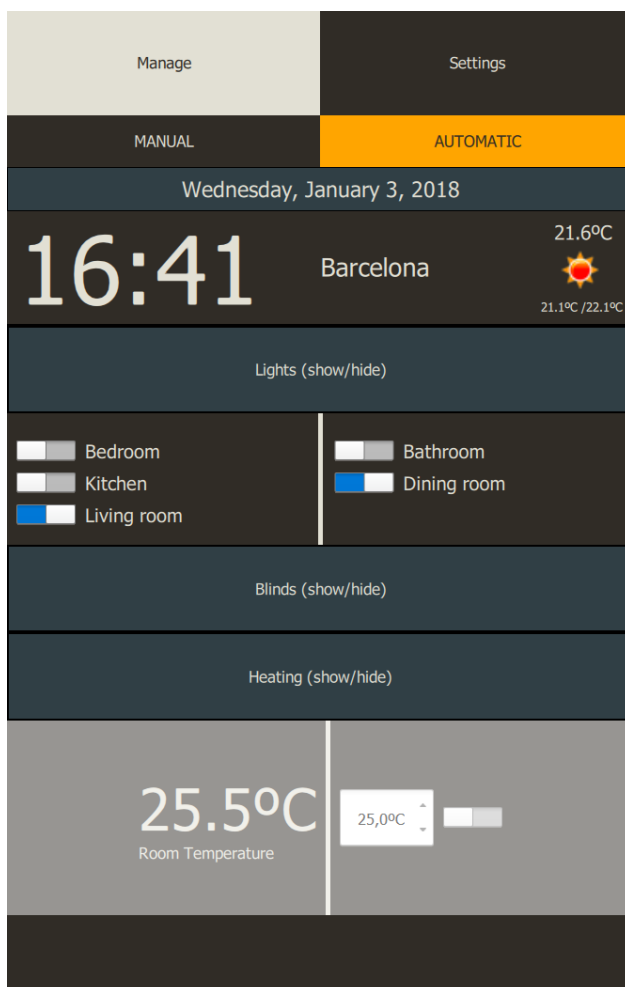 Manage Settings
MANUAL AUTOMATIC
Wednesday, January 3, 2018
16:41 Barcelona 21.6ºC
21.1ºC /22.1ºC
Lights (show/hide)
Bedroom Bathroom
Kitchen Dining room
Living room
Blinds (show/hide)
Heating (show/hide)
25.5ºC 25,0ºC
Room Temperature